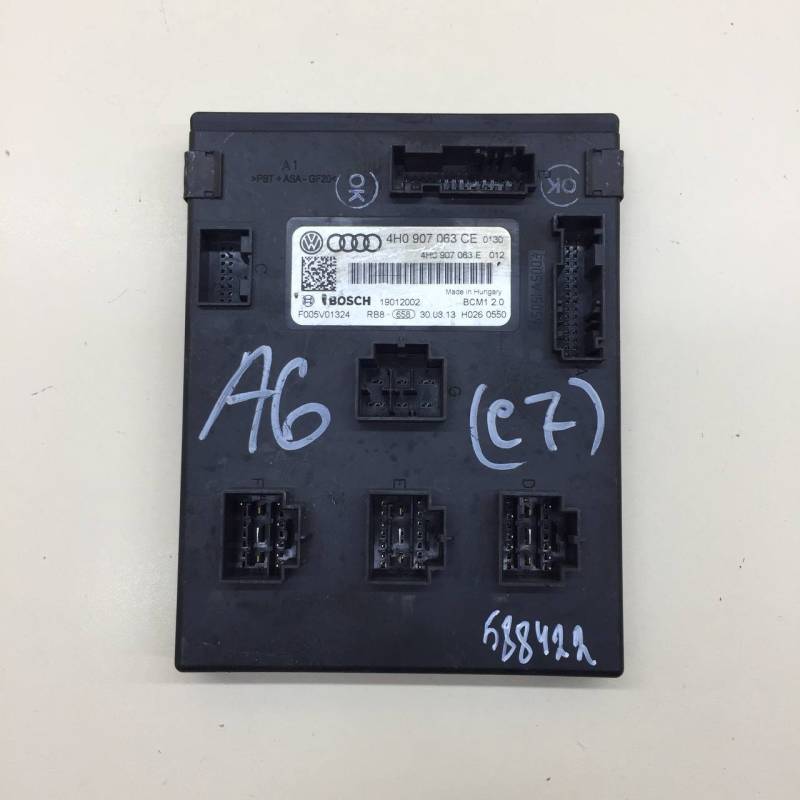 A1
>PBT+ASA-GF20<
OK
OK
B
C
4H0 907 063 CE 0130
4H0 907 063 E 012
Made in Hungary
BOSCH 19012002 BCM1 2.0
F005V01324 RB8- 658 30.03.13 H026 0550
A
G
A6
(C7)
F
E
D
588422